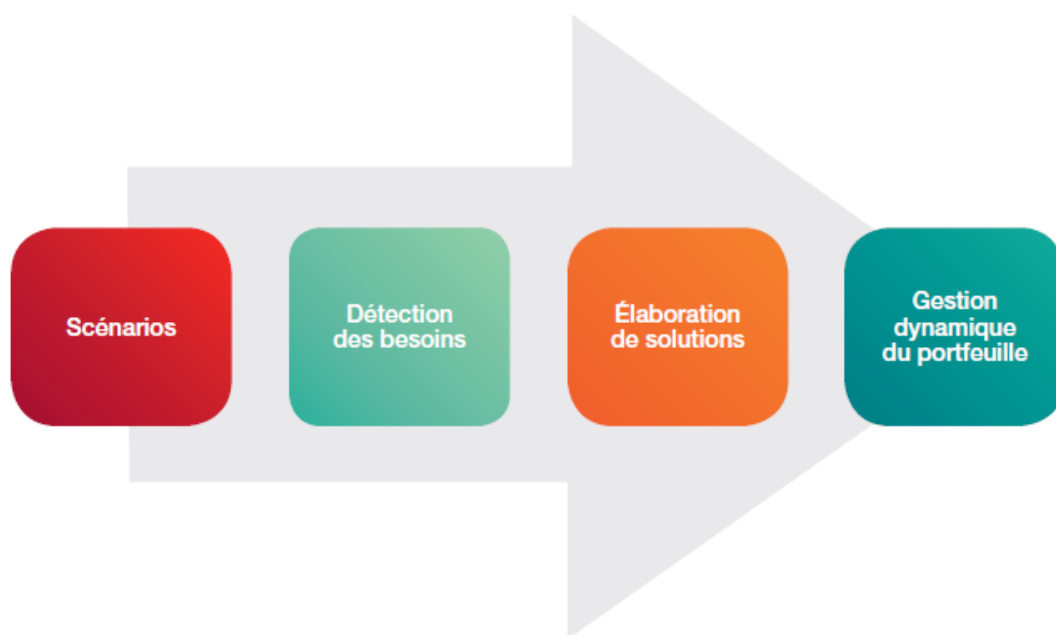 Scénarios
Détection
des besoins
Élaboration
de solutions
Gestion
dynamique
du portfeuille